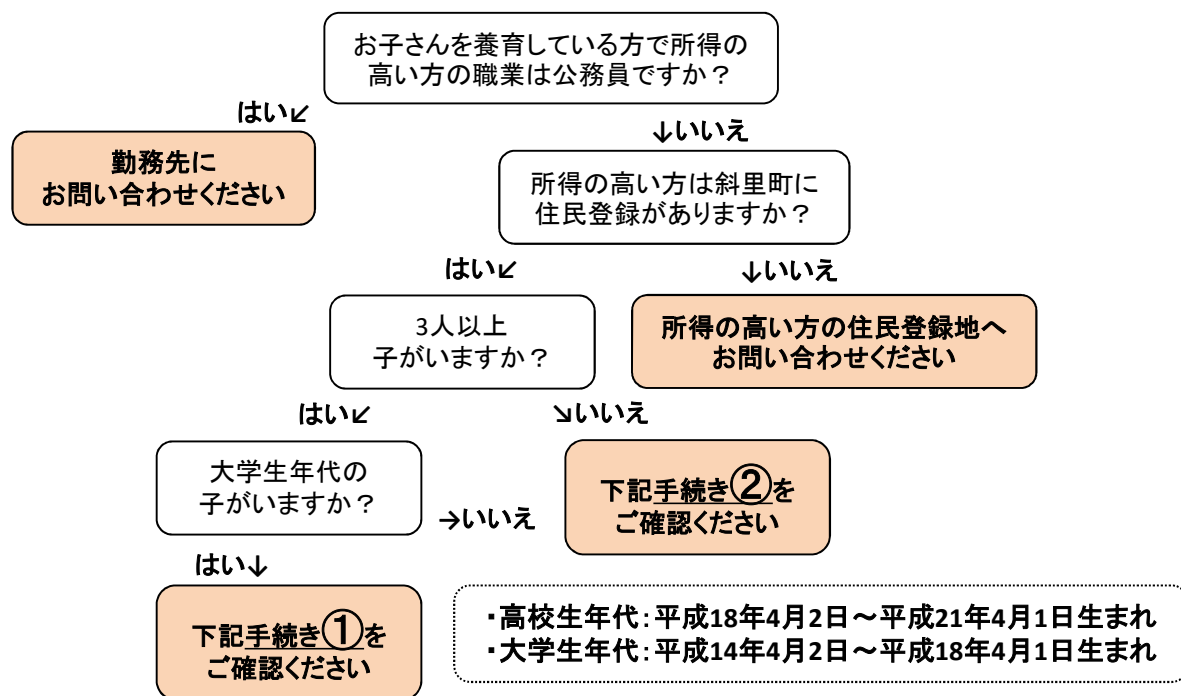 お子さんを養育している方で所得の
高い方の職業は公務員ですか？
はい↙
↓いいえ
勤務先に
お問い合わせください
所得の高い方は斜里町に
住民登録がありますか？
はい↙
↓いいえ
3人以上
子がいますか？
所得の高い方の住民登録地へ
お問い合わせください
はい↙
↘いいえ
大学生年代の
子がいますか？
→いいえ
下記手続き②を
ご確認ください
はい↓
下記手続き①を
ご確認ください
・高校生年代：平成18年4月2日～平成21年4月1日生まれ
・大学生年代：平成14年4月2日～平成18年4月1日生まれ